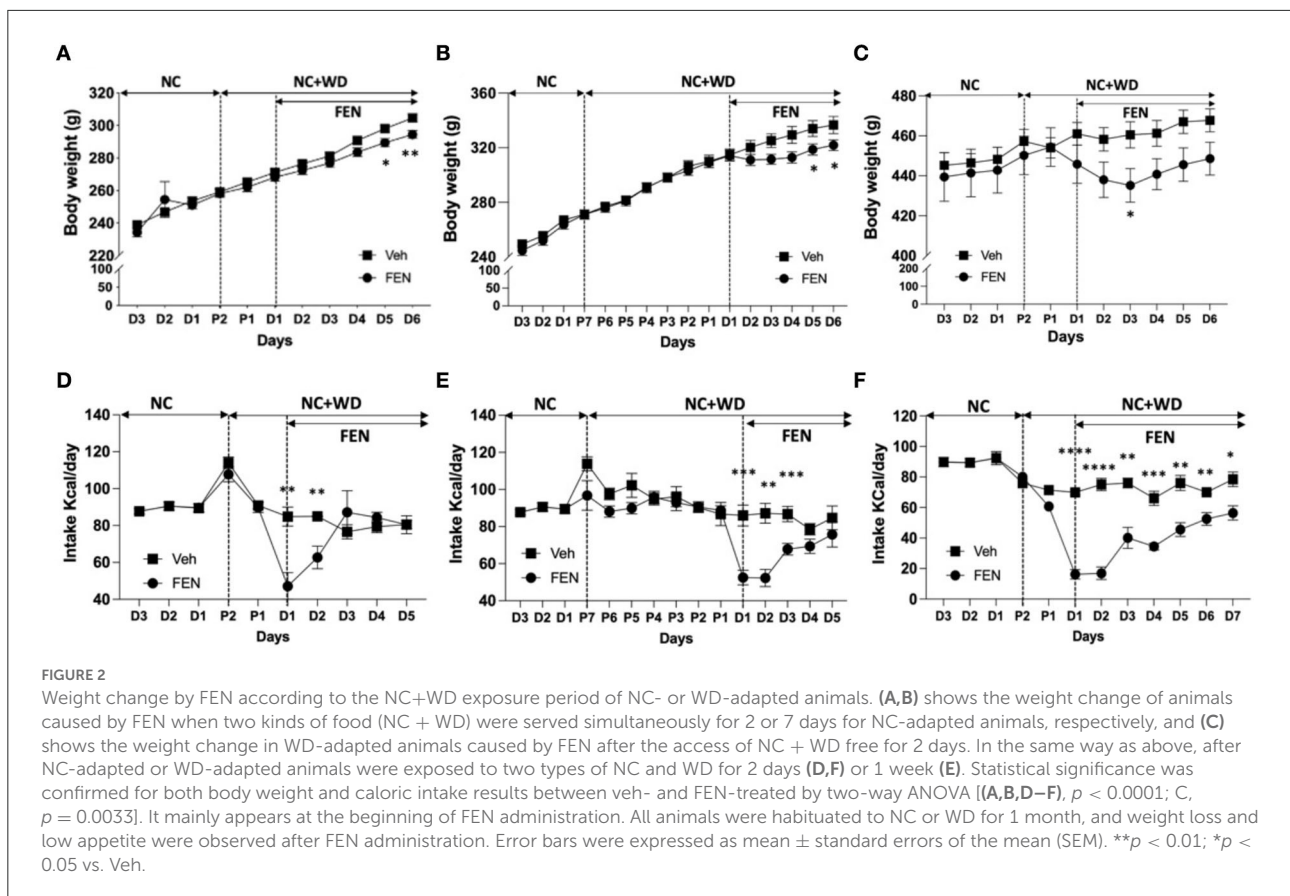 A
NC
NC+WD
FEN
Body weight (g)
320
300
280
260
240
220
100
50
0
Veh
FEN
D3 D2 D1 P2 P1 D1 D2 D3 D4 D5 D6
* **
Days
B
NC
NC+WD
FEN
Body weight (g)
360
320
280
240
100
50
0
Veh
FEN
D3 D2 D1 P7 P6 P5 P4 P3 P2 P1 D1 D2 D3 D4 D5 D6
* *
Days
C
NC
NC+WD
FEN
Body weight (g)
480
460
440
420
400
200
100
0
*
Veh
FEN
D3 D2 D1 P2 P1 D1 D2 D3 D4 D5 D6
Days
D
NC
NC+WD
FEN
Intake Kcal/day
140
120
100
80
60
40
** **
Veh
FEN
D3 D2 D1 P2 P1 D1 D2 D3 D4 D5
Days
E
NC
NC+WD
FEN
Intake Kcal/day
140
120
100
80
60
40
*** ** ***
Veh
FEN
D3 D2 D1 P7 P6 P5 P4 P3 P2 P1 D1 D2 D3 D4 D5
Days
F
NC
NC+WD
FEN
Intake KCal/day
120
100
80
60
40
20
0
**** **** ** *** ** ** *
Veh
FEN
D3 D2 D1 P2 P1 D1 D2 D3 D4 D5 D6 D7
Days
FIGURE 2
Weight change by FEN according to the NC+WD exposure period of NC- or WD-adapted animals. (A,B) shows the weight change of animals
caused by FEN when two kinds of food (NC + WD) were served simultaneously for 2 or 7 days for NC-adapted animals, respectively, and (C)
shows the weight change in WD-adapted animals caused by FEN after the access of NC + WD free for 2 days. In the same way as above, after
NC-adapted or WD-adapted animals were exposed to two types of NC and WD for 2 days (D,F) or 1 week (E). Statistical significance was
confirmed for both body weight and caloric intake results between veh- and FEN-treated by two-way ANOVA [(A,B,D–F), p < 0.0001; C,
p = 0.0033]. It mainly appears at the beginning of FEN administration. All animals were habituated to NC or WD for 1 month, and weight loss and
low appetite were observed after FEN administration. Error bars were expressed as mean ± standard errors of the mean (SEM). **p < 0.01; *p <
0.05 vs. Veh.